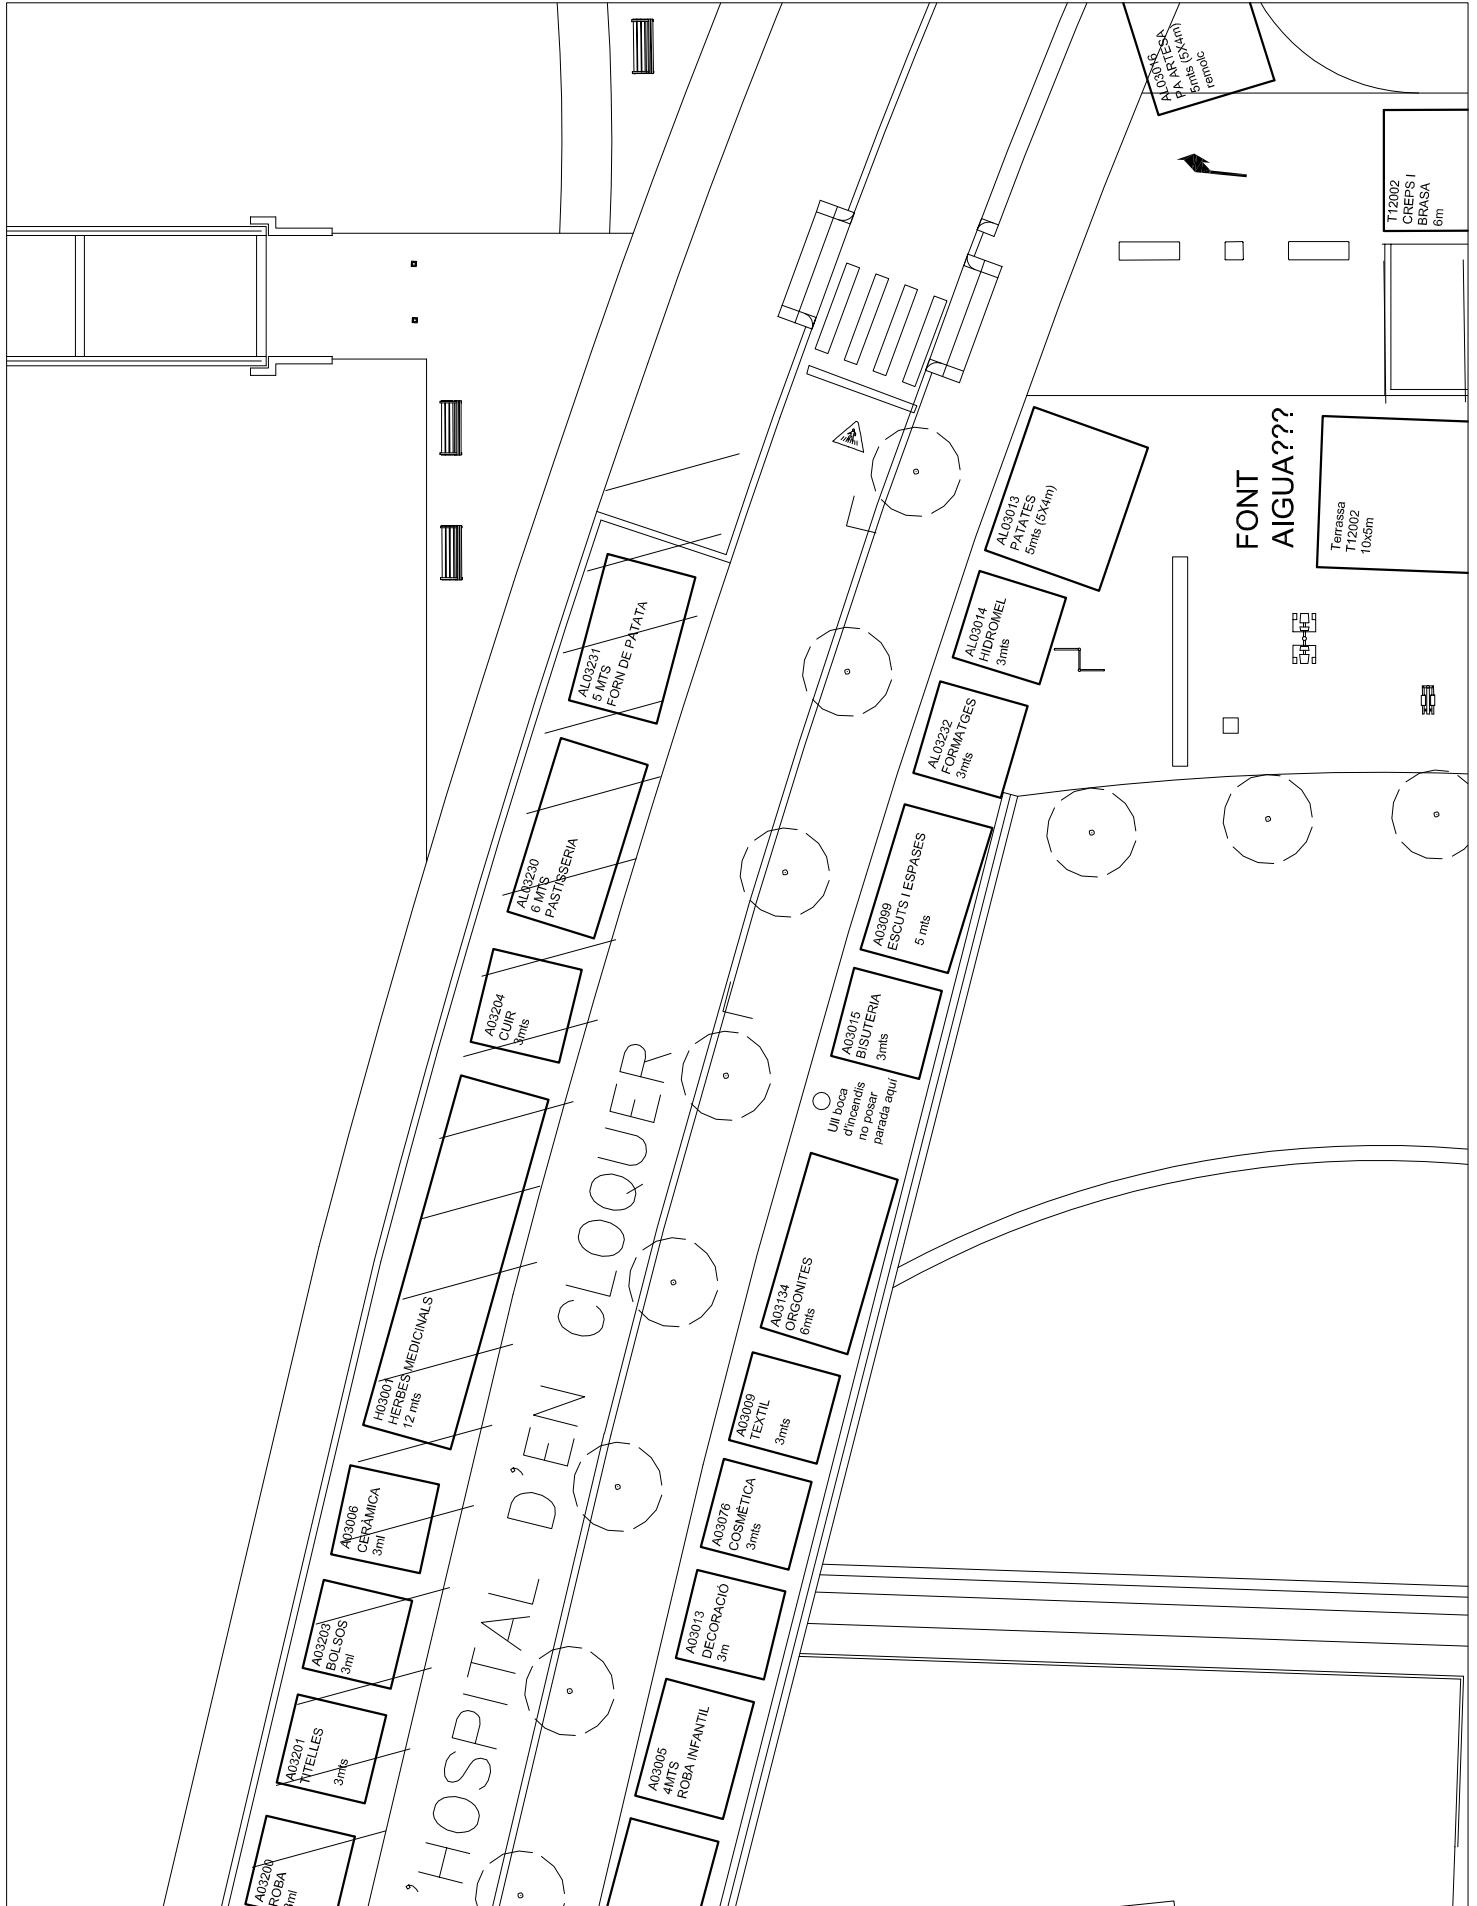 AL03016
PA ARTESA
5mts (5X4m)
remolc
T12002
CREPS I
BRASA
6m
FONT
AIGUA???
Terrassa
T12002
10x5m
AL03013
PATATES
5mts (5X4m)
AL03014
HIDROMEL
3mts
AL03232
FORMATGES
3mts
A03099
ESCUTS I ESPASES
5 mts
A03015
BISUTERIA
3mts
Ull boca
d'incendis
no posar
parada aquí
A03134
ORGONITES
6mts
A03009
TEXTIL
3mts
A03076
COSMÈTICA
3mts
A03013
DECORACIÓ
3m
A03005
4MTS
ROBA INFANTIL
AL03231
5 MTS
FORN DE PATATA
AL03230
6 MTS
PASTISSERIA
A03204
CUIR
3mts
H03001
HERBES MEDICINALS
12 mts
A03006
CERÀMICA
3ml
A03203
BOLSOS
3ml
A03201
TITELLES
3mts
A03200
ROBA
3ml
'HOSPITAL D'EN CLOQUER